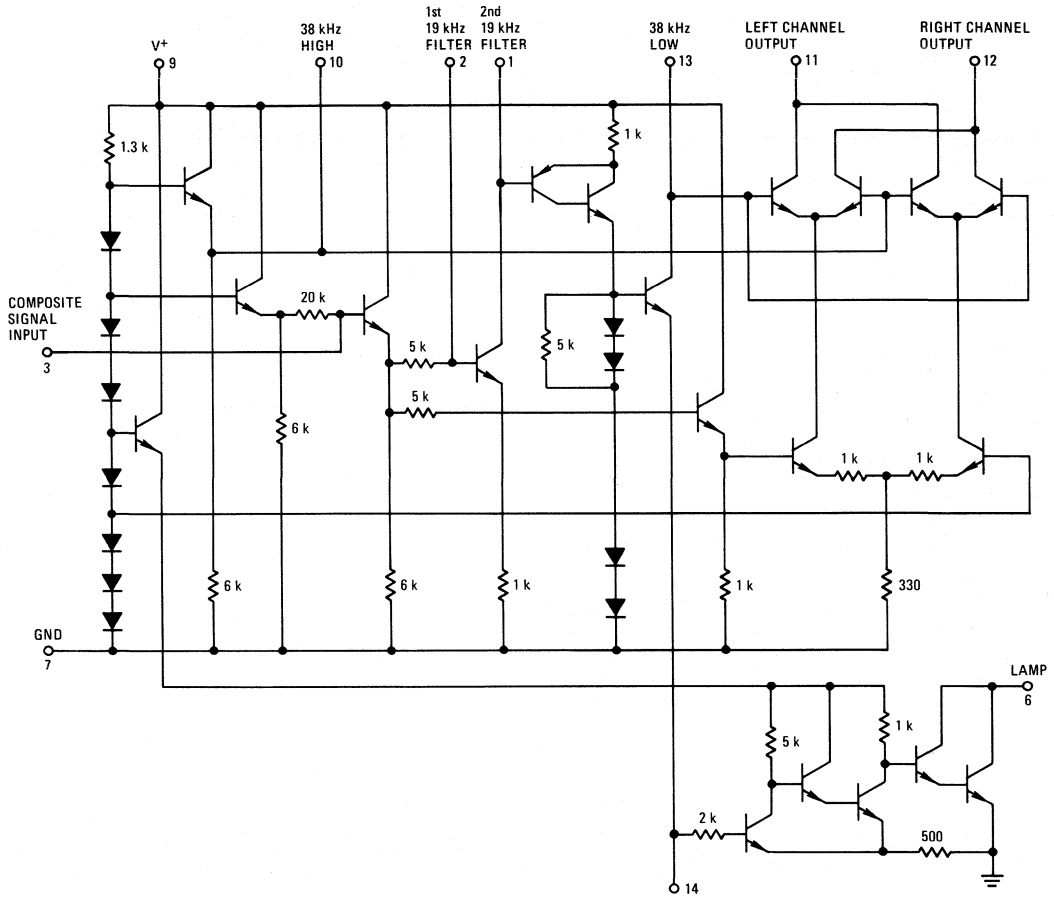 1st
2nd
38 kHz
HIGH
19 kHz
FILTER
19 kHz
FILTER
38 kHz
LOW
LEFT CHANNEL
OUTPUT
RIGHT CHANNEL
OUTPUT
V+
9
10
2
1
13
11
12
1.3 k
1 k
COMPOSITE
SIGNAL
INPUT
3
20 k
5 k
5 k
5 k
6 k
1 k
1 k
6 k
6 k
1 k
1 k
330
GND
7
LAMP
6
5 k
1 k
2 k
500
14